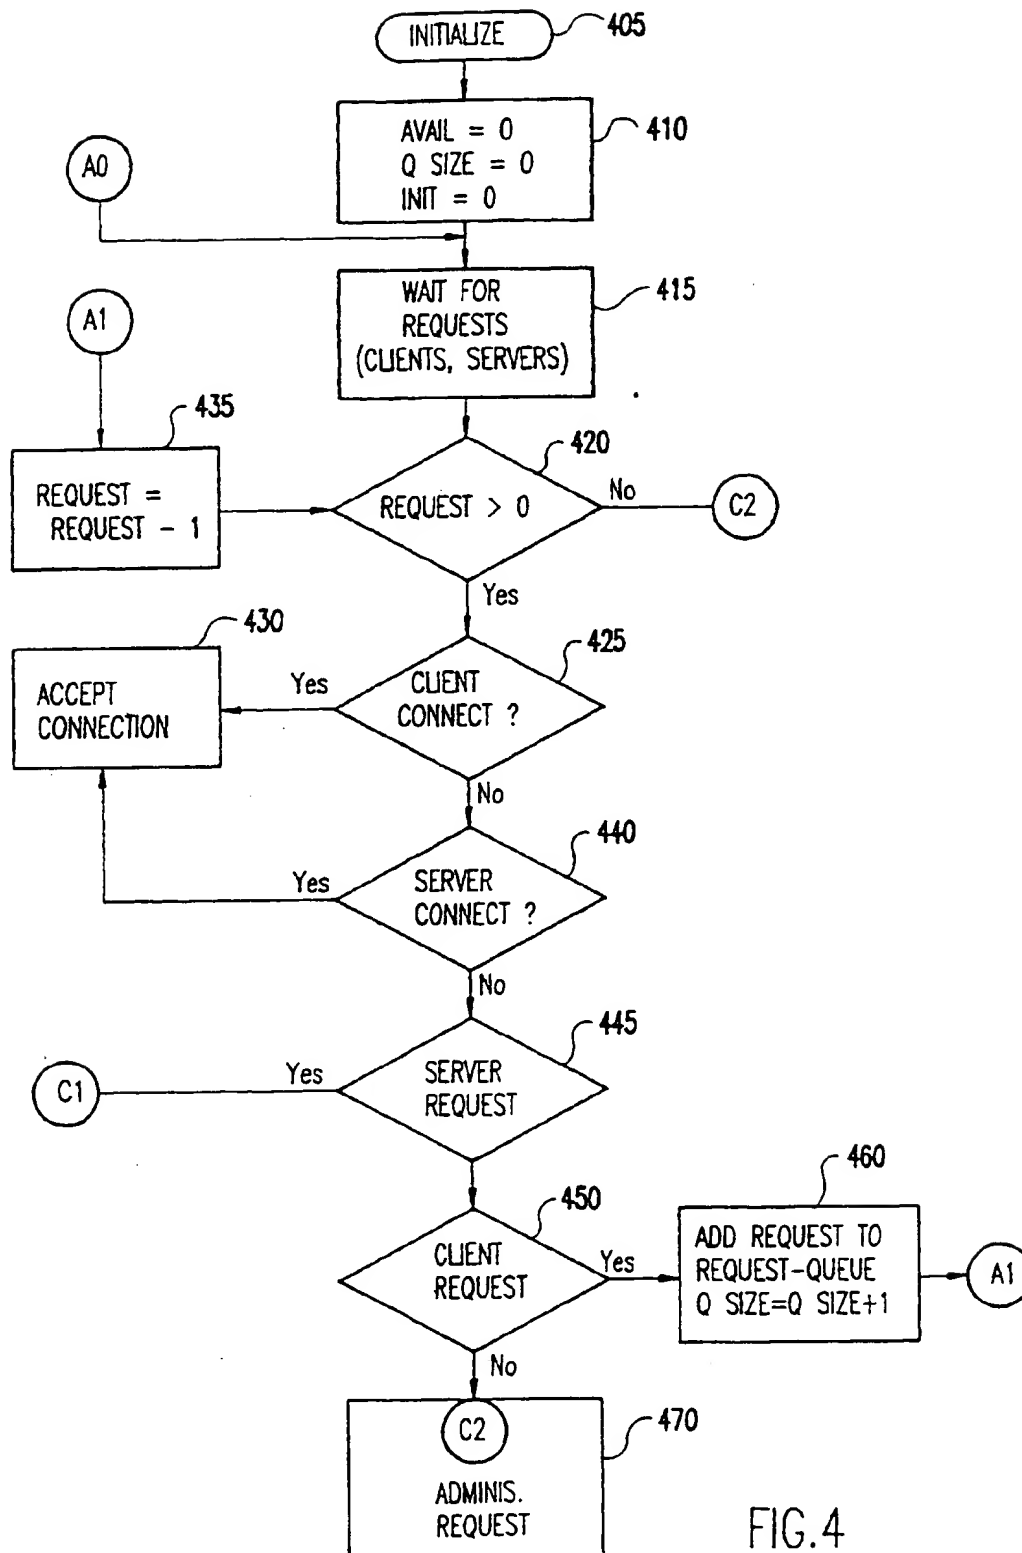 INITIALIZE
405
AVAIL = 0
Q SIZE = 0
INIT = 0
410
A0
WAIT FOR
REQUESTS
(CLIENTS, SERVERS)
415
A1
435
REQUEST =
REQUEST - 1
420
REQUEST > 0
No
C2
Yes
430
ACCEPT
CONNECTION
Yes
425
CLIENT
CONNECT ?
No
440
Yes
SERVER
CONNECT ?
No
445
C1
Yes
SERVER
REQUEST
450
CLIENT
REQUEST
Yes
460
ADD REQUEST TO
REQUEST-QUEUE
Q SIZE=Q SIZE+1
A1
No
C2
470
ADMINIS.
REQUEST
FIG.4